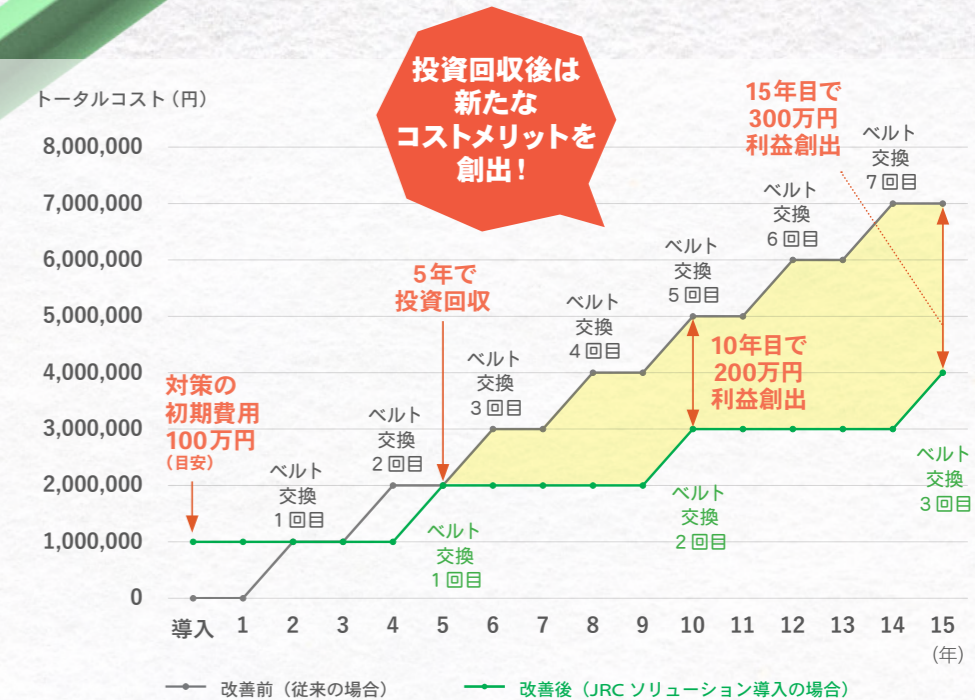 投資回収後は
新たな
コストメリットを
創出！
トータルコスト（円）
8,000,000
7,000,000
6,000,000
5,000,000
4,000,000
3,000,000
2,000,000
1,000,000
0
対策の
初期費用
100万円
（目安）
ベルト
交換
1回目
ベルト
交換
2回目
5年で
投資回収
ベルト
交換
3回目
ベルト
交換
4回目
ベルト
交換
5回目
ベルト
交換
6回目
ベルト
交換
7回目
15年目で
300万円
利益創出
10年目で
200万円
利益創出
ベルト
交換
1回目
ベルト
交換
2回目
ベルト
交換
3回目
導入 1 2 3 4 5 6 7 8 9 10 11 12 13 14 15
（年）
改善前（従来の場合）
改善後（JRC ソリューション導入の場合）